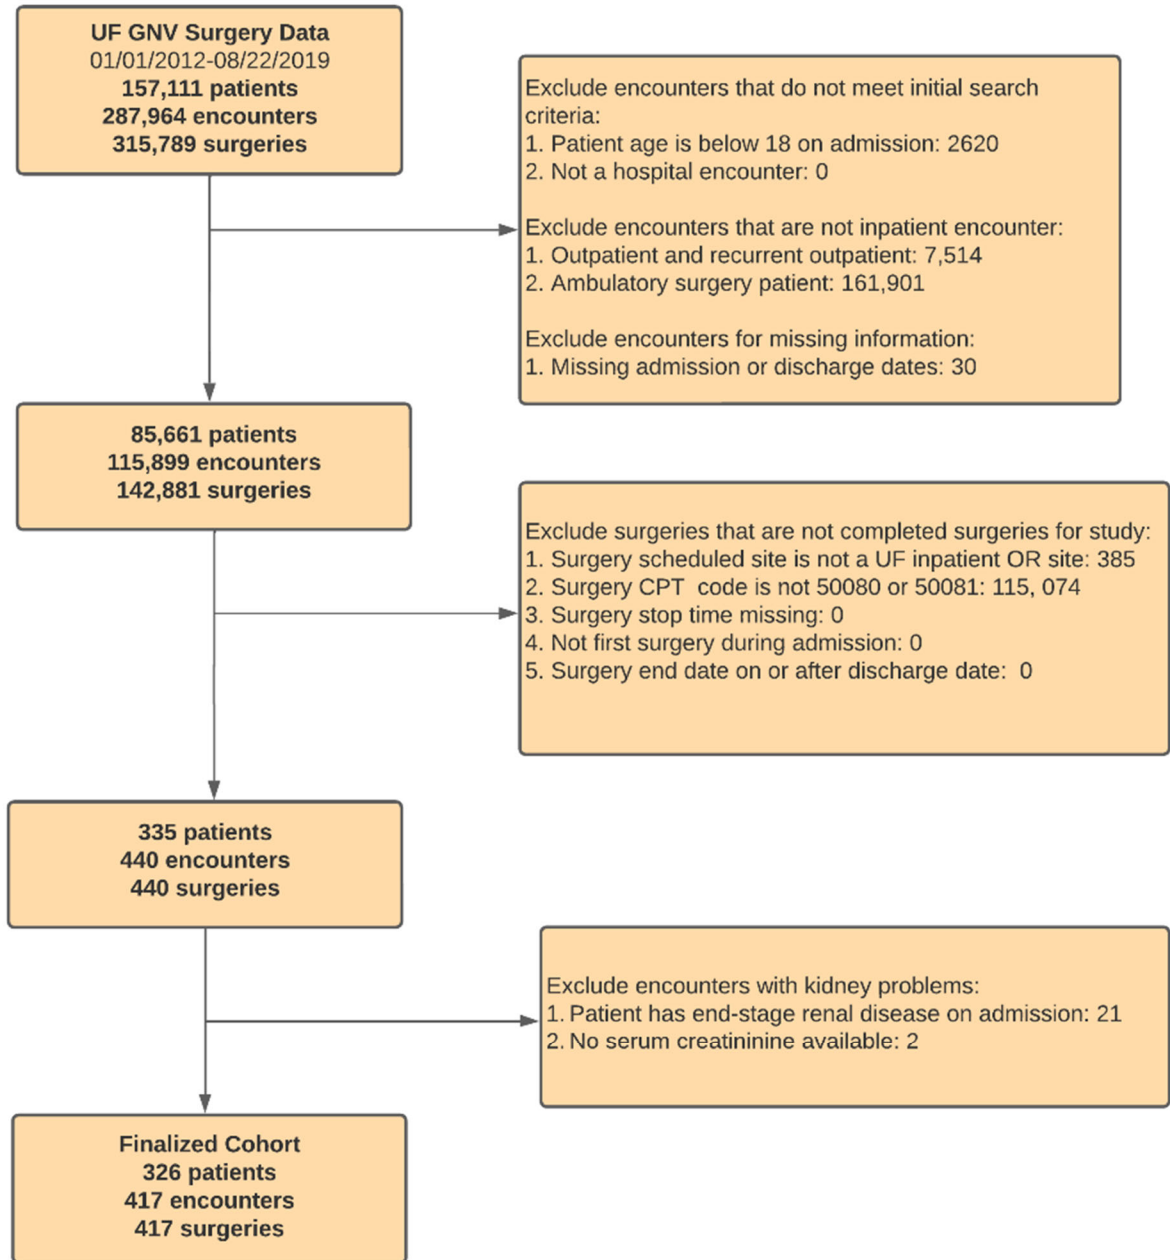 UF GNV Surgery Data
01/01/2012-08/22/2019
157,111 patients
287,964 encounters
315,789 surgeries
Exclude encounters that do not meet initial search
criteria:
1. Patient age is below 18 on admission: 2620
2. Not a hospital encounter: 0
Exclude encounters that are not inpatient encounter:
1. Outpatient and recurrent outpatient: 7,514
2. Ambulatory surgery patient: 161,901
Exclude encounters for missing information:
1. Missing admission or discharge dates: 30
85,661 patients
115,899 encounters
142,881 surgeries
Exclude surgeries that are not completed surgeries for study:
1. Surgery scheduled site is not a UF inpatient OR site: 385
2. Surgery CPT code is not 50080 or 50081: 115, 074
3. Surgery stop time missing: 0
4. Not first surgery during admission: 0
5. Surgery end date on or after discharge date: 0
335 patients
440 encounters
440 surgeries
Exclude encounters with kidney problems:
1. Patient has end-stage renal disease on admission: 21
2. No serum creatininine available: 2
Finalized Cohort
326 patients
417 encounters
417 surgeries